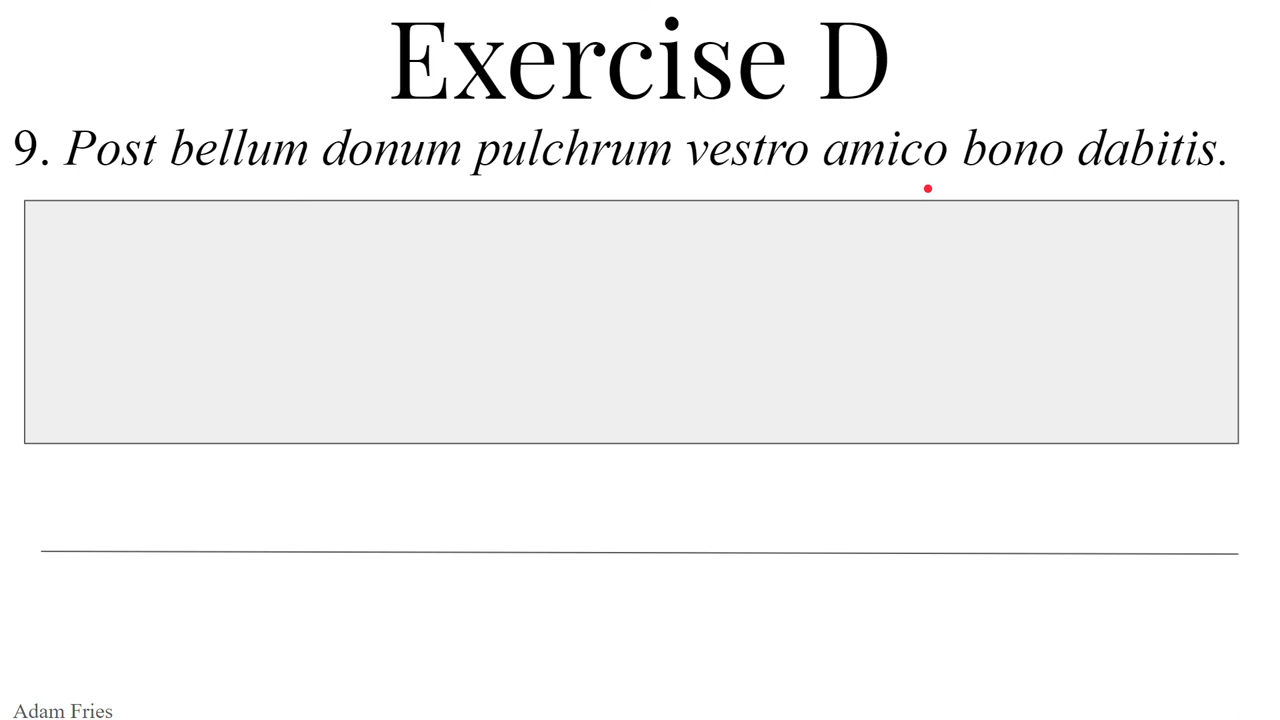 Exercise D
9. Post bellum donum pulchrum vestro amico bono dabitis.
Adam Fries